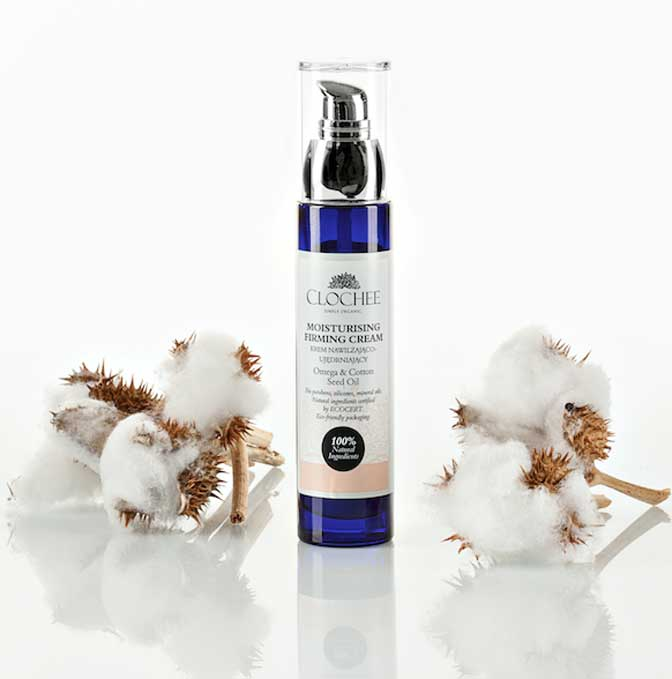 CLOCHEE
SIMPLY ORGANIC
MOISTURISING
FIRMING CREAM
KREM NAWILŻAJĄCO-
UJĘDRNIAJĄCY
Omega & Cotton
Seed Oil
No parabens, silicones, mineral oils.
Natural ingredients certified
by ECOCERT.
Eco-friendly packaging.
100%
Natural
Ingredients